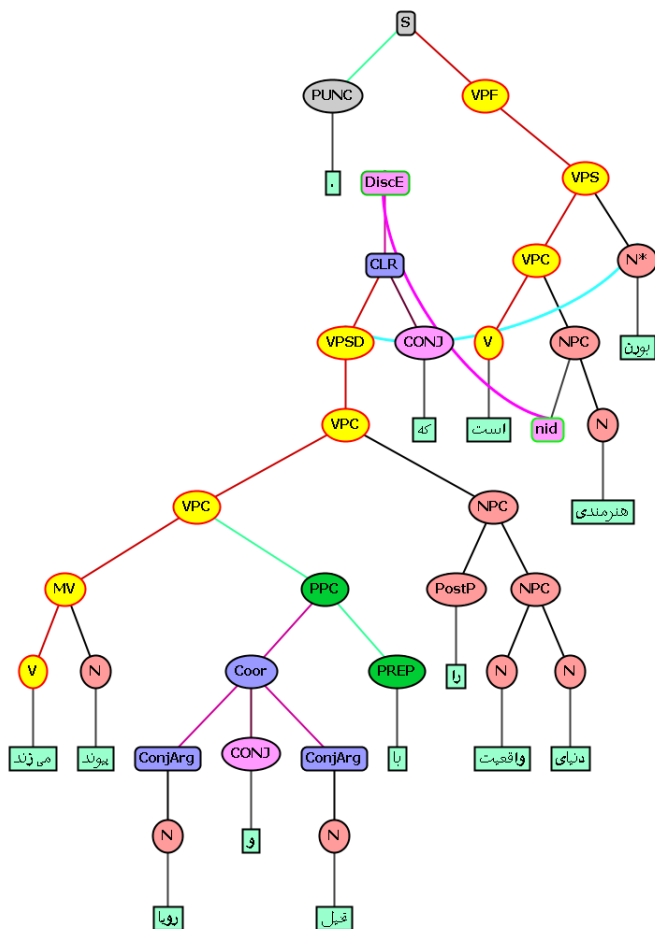 S
PUNC VPF
. DiscE VPS
CLR VPC N*
VPSD CONJ V NPC بورن
VPC که است nid N
VPC NPC هنرمندی
MV PPC PostP NPC
V N Coor PREP را N N
می‌زند پیوند ConjArg CONJ ConjArg با واقعیت دنیای
N و N
رویا تخیل